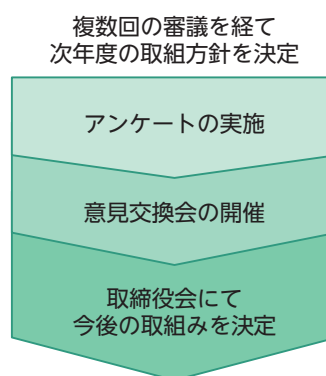 複数回の審議を経て
次年度の取組方針を決定
アンケートの実施
意見交換会の開催
取締役会にて
今後の取組みを決定